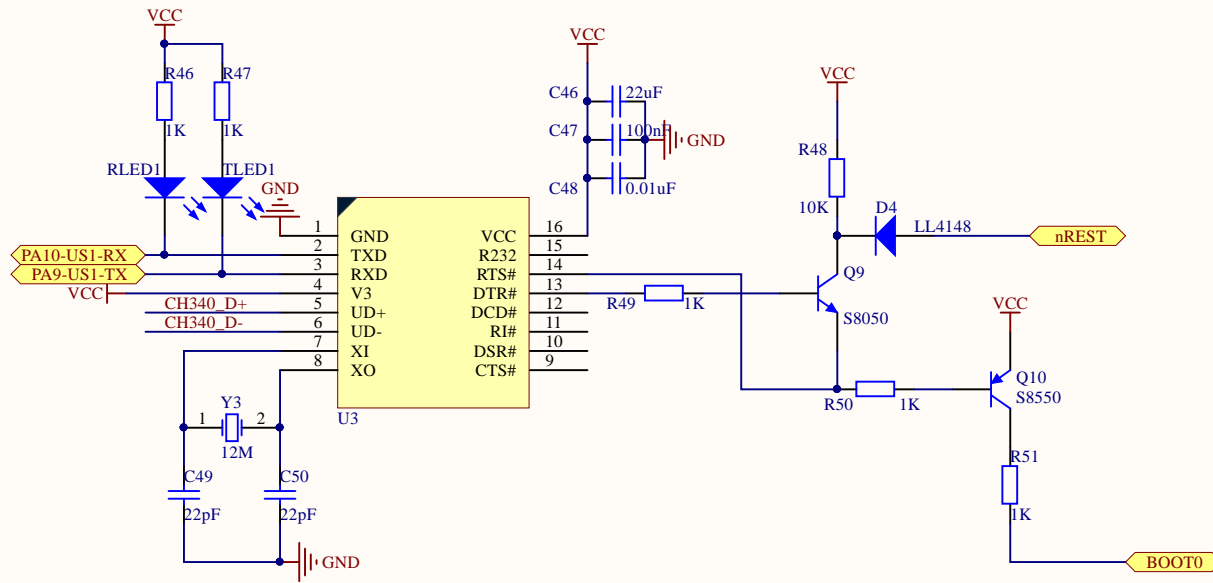 VCC
R46
R47
1K
1K
RLED1
TLED1
GND
PA10-US1-RX
PA9-US1-TX
VCC
CH340_D+
CH340_D-
1
2
3
4
5
6
7
8
GND
TXD
RXD
V3
UD+
UD-
XI
XO
VCC
R232
RTS#
DTR#
DCD#
RI#
DSR#
CTS#
16
15
14
13
12
11
10
9
U3
Y3
1
2
12M
C49
22pF
C50
22pF
GND
VCC
C46
22uF
C47
100nF
GND
C48
0.01uF
VCC
R48
10K
D4
LL4148
nREST
Q9
S8050
R49
1K
R50
1K
VCC
Q10
S8550
R51
1K
BOOT0